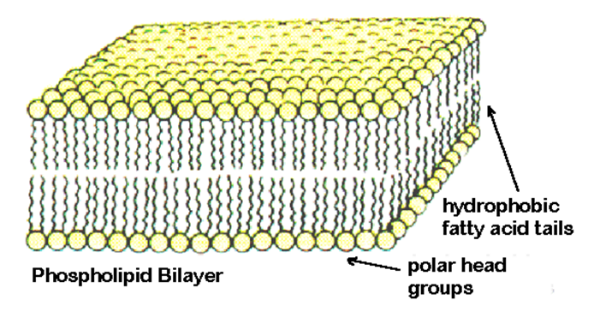 hydrophobic
fatty acid tails
Phospholipid Bilayer
polar head
groups